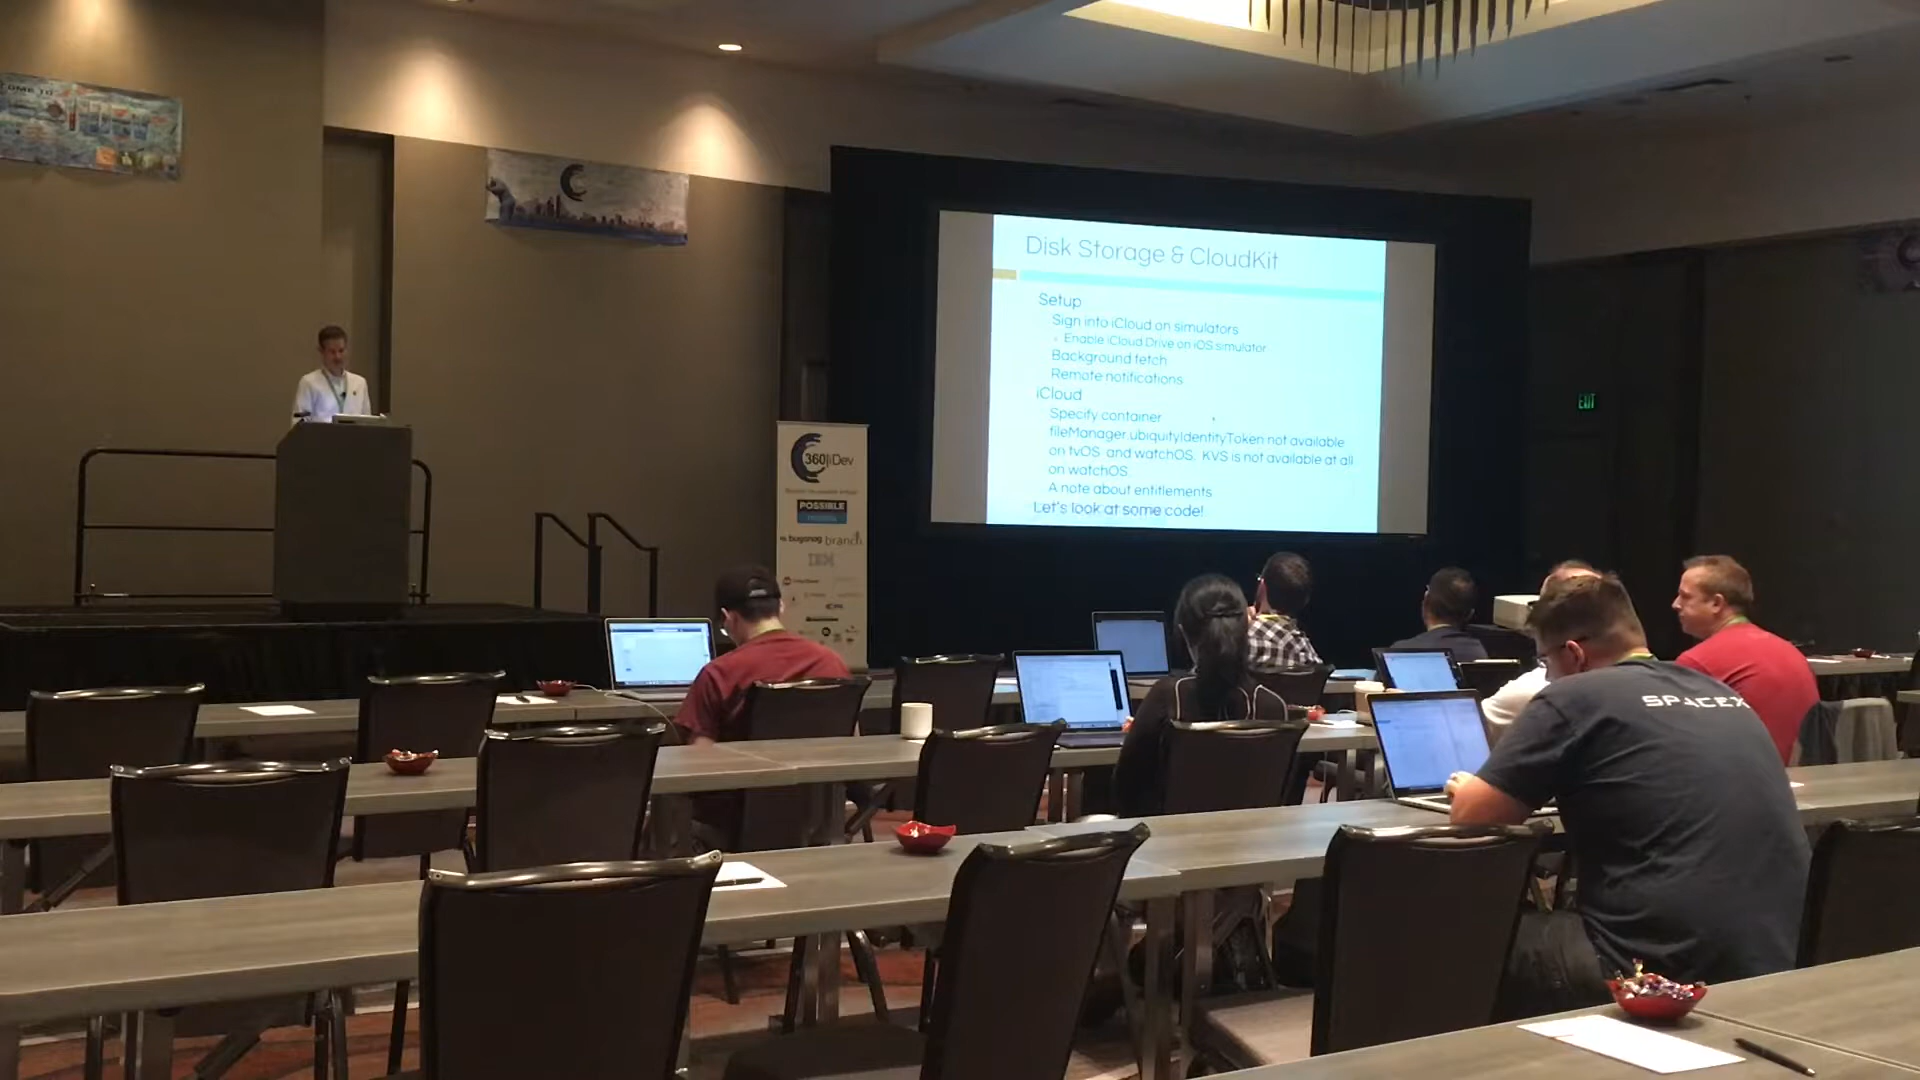 Disk Storage & CloudKit
Setup
Sign into iCloud on simulators
Enable iCloud Drive on iOS simulator
Background fetch
Remote notifications
iCloud
Specify container
fileManager.ubiquityIdentityToken not available
on tvOS and watchOS. KVS is not available at all
on watchOS.
A note about entitlements
Let's look at some code!
360|iDev
POSSIBLE
buganag
branch
IBM
EXIT
SPACEX